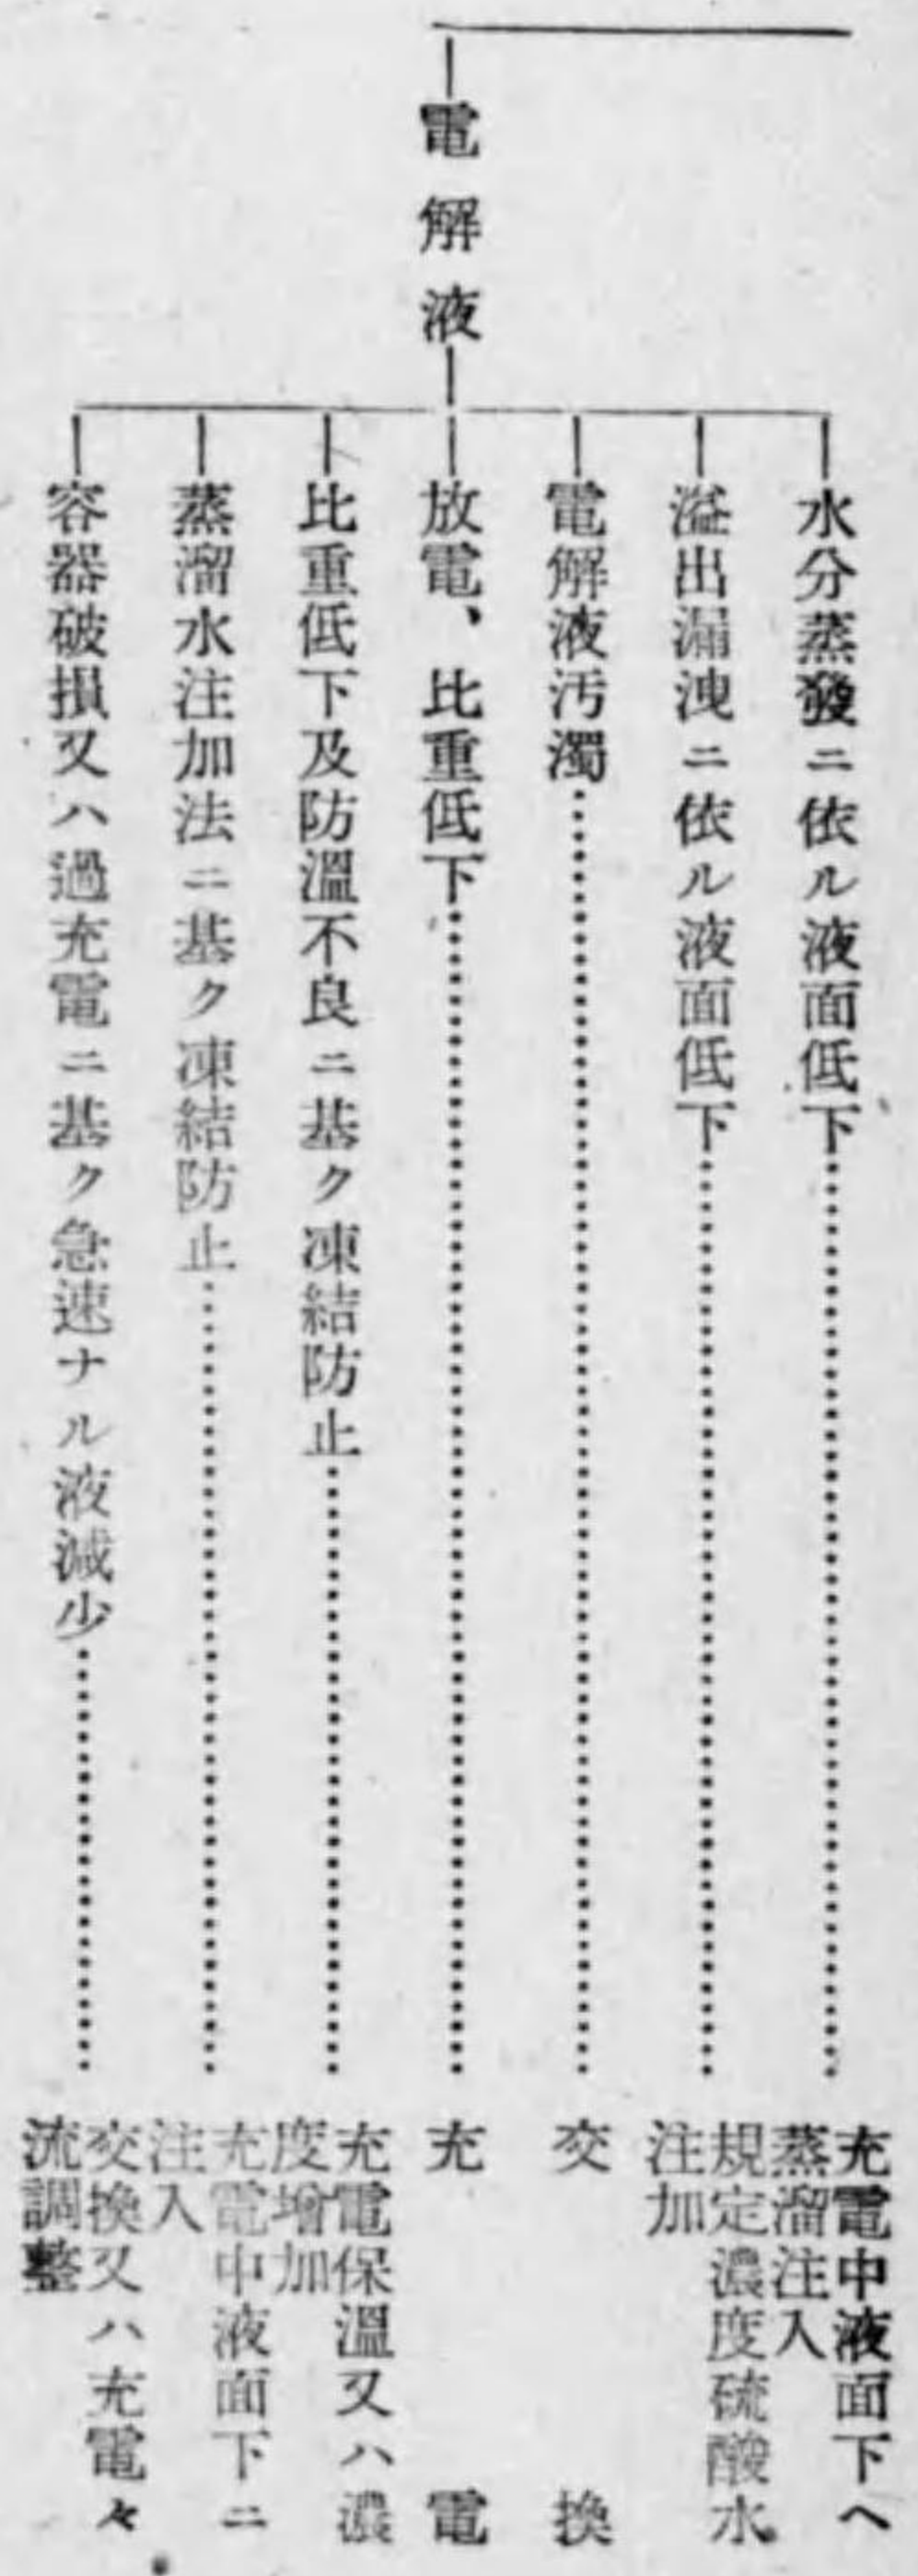 電解液
水分蒸發ニ依ル液面低下…………充電中液面下ヘ
蒸溜注入
溢出漏洩ニ依ル液面低下…………規定濃度硫酸水
注加
電解液汚濁…………交換
放電、比重低下…………充電
比重低下及防溫不良ニ基ク凍結防止…………充電保溫又ハ濃
度增加
蒸溜水注加法ニ基ク凍結防止…………充電中液面下ニ
注入
容器破損又ハ過充電ニ基ク急速ナル液減少…………交換又ハ充電々
流調整